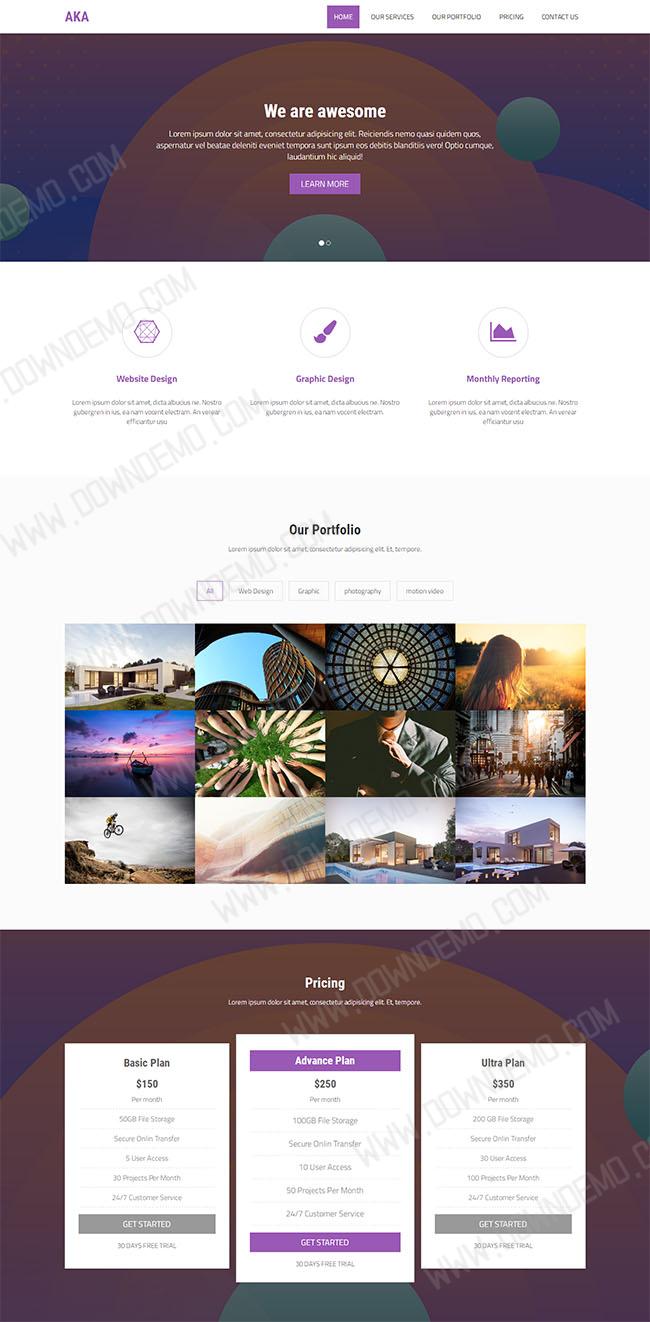 AKA
HOME OUR SERVICES OUR PORTFOLIO PRICING CONTACT US
We are awesome
Lorem ipsum dolor sit amet, consectetur adipisicing elit. Reiciendis nemo quasi quidem quos,
aspernatur vel beatae deleniti eveniet tempora sunt ipsum eos debitis blanditiis vero! Optio cumque,
laudantium hic aliquid!
LEARN MORE
Website Design
Lorem ipsum dolor sit amet, dicta albucius ne. Nostro
gubergren in ius, ea nam vocent electram. An verear
efficiantur usu
Graphic Design
Lorem ipsum dolor sit amet, dicta albucius ne. Nostro
gubergren in ius, ea nam vocent electram.
Monthly Reporting
Lorem ipsum dolor sit amet, dicta albucius ne. Nostro
gubergren in ius, ea nam vocent electram. An verear
efficiantur usu
Our Portfolio
Lorem ipsum dolor sit amet, consectetur adipisicing elit. Et, tempore.
All Web Design Graphic photography motion video
Pricing
Lorem ipsum dolor sit amet, consectetur adipisicing elit. Et, tempore.
Basic Plan
$150
Per month
50GB File Storage
Secure Onlin Transfer
5 User Access
30 Projects Per Month
24/7 Customer Service
GET STARTED
30 DAYS FREE TRIAL
Advance Plan
$250
Per month
100GB File Storage
Secure Onlin Transfer
10 User Access
50 Projects Per Month
24/7 Customer Service
GET STARTED
30 DAYS FREE TRIAL
Ultra Plan
$350
Per month
200 GB File Storage
Secure Onlin Transfer
30 User Access
100 Projects Per Month
24/7 Customer Service
GET STARTED
30 DAYS FREE TRIAL
WWW.DOWNDEMO.COM